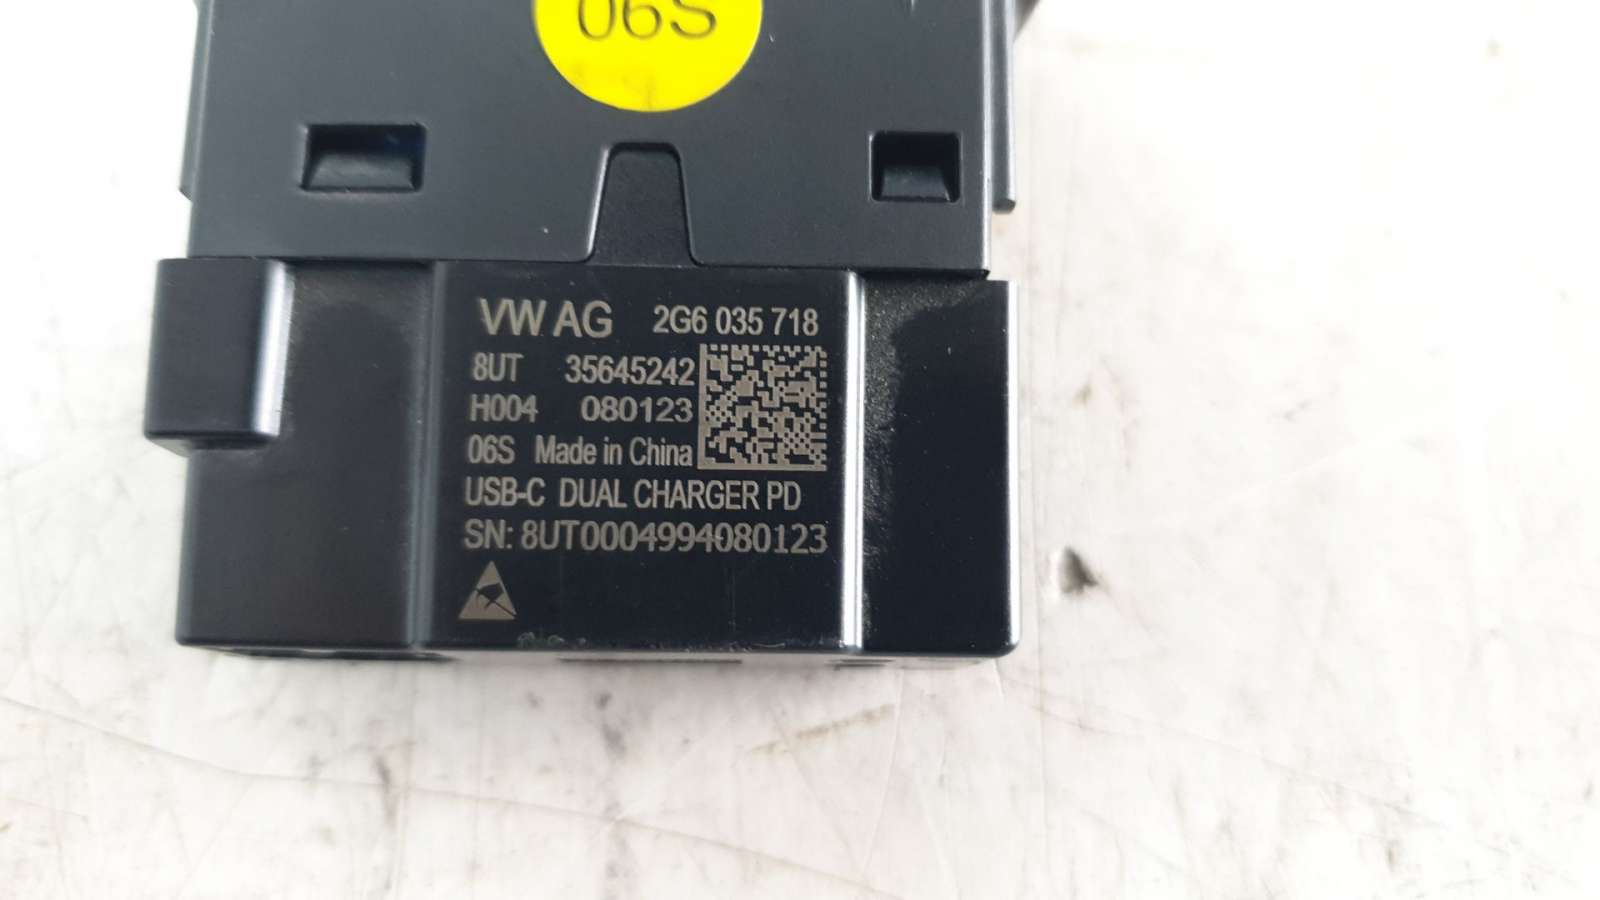 06S
VW AG 2G6 035 718
8UT 35645242
H004 080123
06S Made in China
USB-C DUAL CHARGER PD
SN: 8UT0004994080123